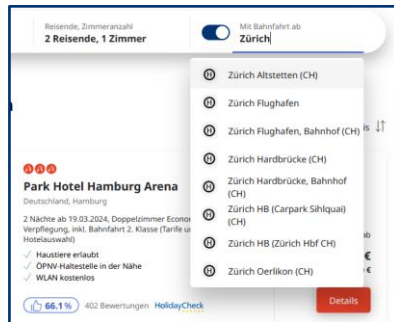 Reisende, Zimmeranzahl
2 Reisende, 1 Zimmer
Mit Bahnfahrt ab
Zürich
Zürich Altstetten (CH)
Zürich Flughafen
Zürich Flughafen, Bahnhof (CH)
Zürich Hardbrücke (CH)
Zürich Hardbrücke, Bahnhof
(CH)
Zürich HB (Carpark Sihlquai)
(CH)
Zürich HB (Zürich Hbf CH)
Zürich Oerlikon (CH)
Park Hotel Hamburg Arena
Deutschland, Hamburg
2 Nächte ab 19.03.2024, Doppelzimmer
Verpflegung, inkl. Bahnfahrt 2. Klasse (Tarife
Hotelauswahl)
Haustiere erlaubt
ÖPNV-Haltestelle in der Nähe
WLAN kostenlos
66.1 %
402 Bewertungen
HolidayCheck
ab
€
€
Details